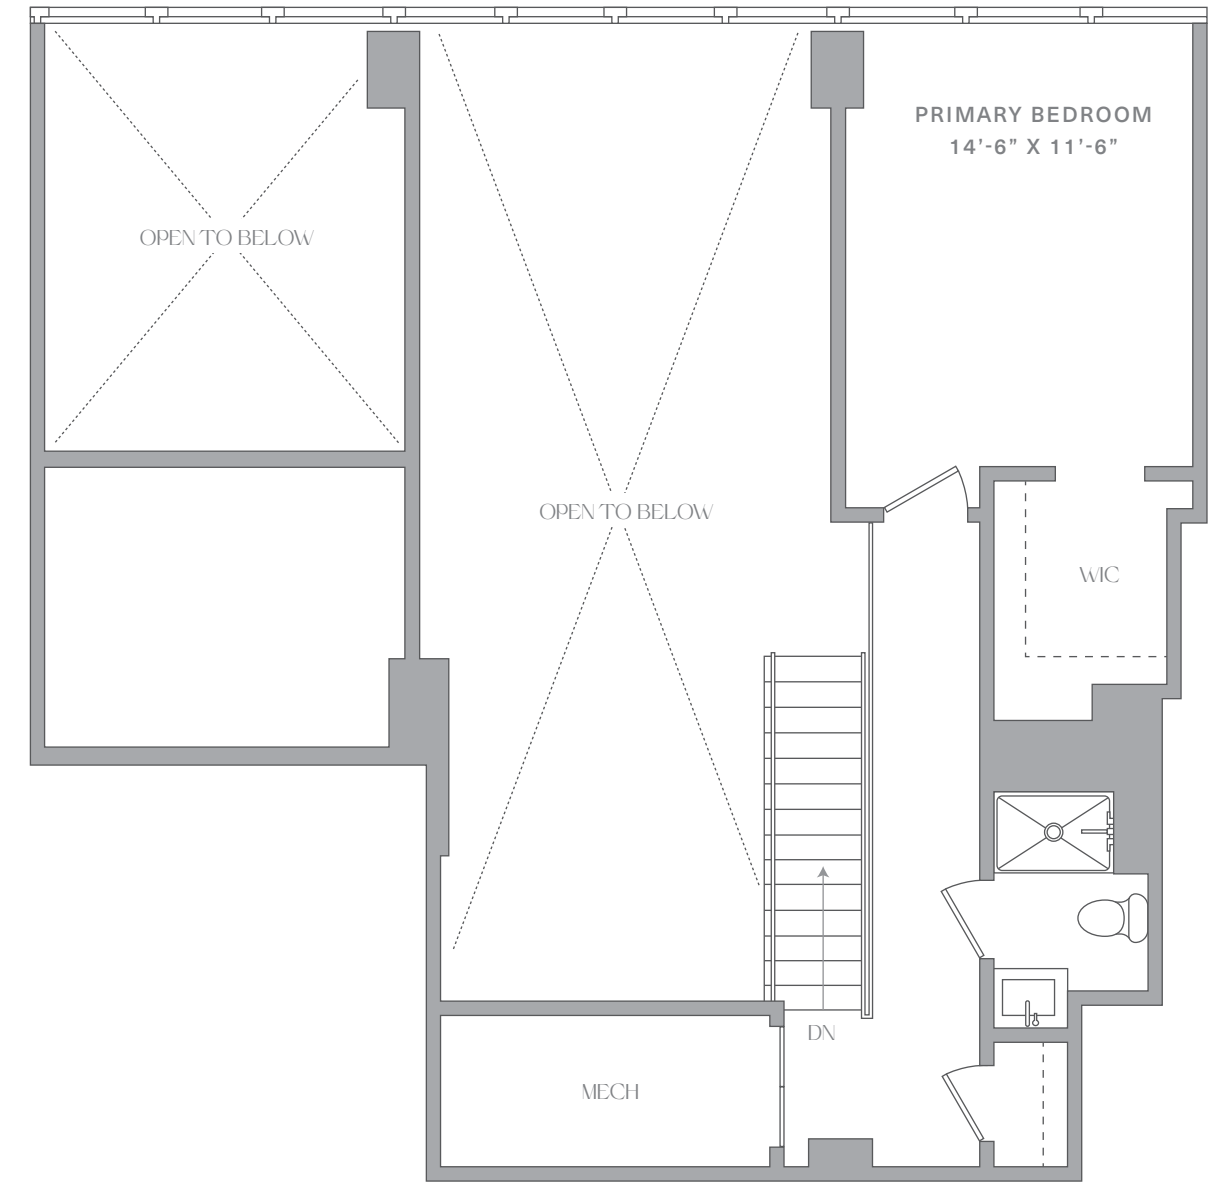 PRIMARY BEDROOM
14’-6” X 11’-6”
OPEN TO BELOW
OPEN TO BELOW
WIC
DN
MECH